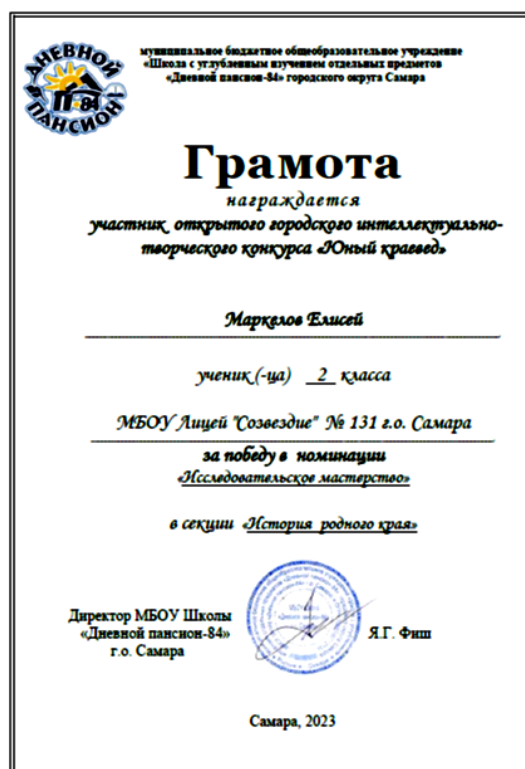 ДНЕВНОЙ
П-84
ПАНСИОН
муниципальное бюджетное общеобразовательное учреждение
«Школа с углубленным изучением отдельных предметов
«Дневной пансион-84» городского округа Самара
Грамота
награждается
участник открытого городского интеллектуально-
творческого конкурса «Юный краевед»
Маркелов Елисей
ученик (-ца) 2 класса
МБОУ Лицей "Созвездие" № 131 г.о. Самара
за победу в номинации
«Исследовательское мастерство»
в секции «История родного края»
Директор МБОУ Школы
«Дневной пансион-84»
г.о. Самара
Я.Г. Фиш
Самара, 2023